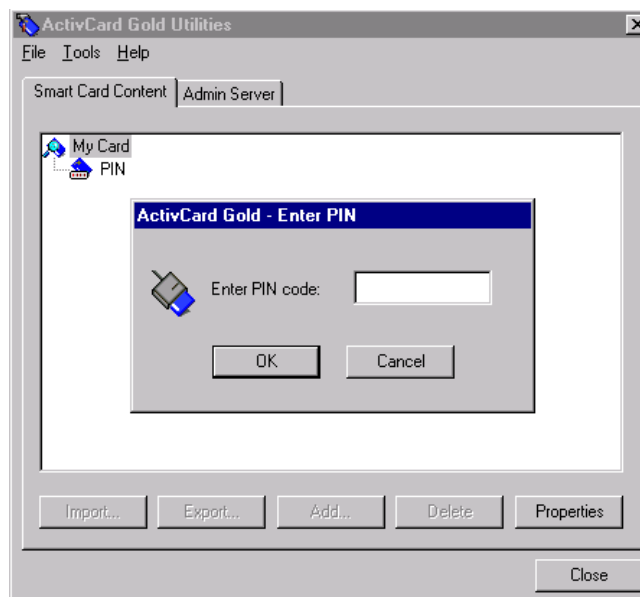 ActivCard Gold Utilities
File Tools Help
Smart Card Content Admin Server
My Card
PIN
ActivCard Gold - Enter PIN
Enter PIN code:
OK Cancel
Import... Export... Add... Delete Properties
Close